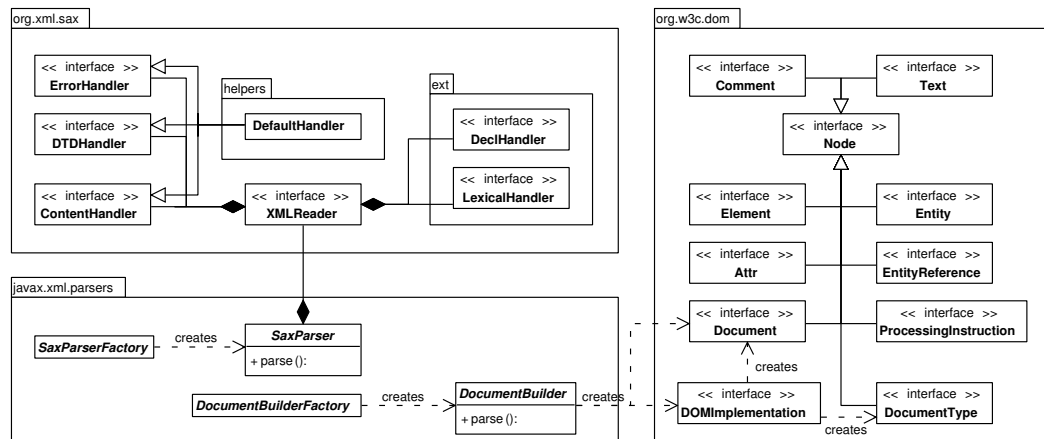 org.xml.sax
<< interface >>
ErrorHandler
<< interface >>
DTDHandler
<< interface >>
ContentHandler
helpers
DefaultHandler
<< interface >>
XMLReader
ext
<< interface >>
DeclHandler
<< interface >>
LexicalHandler
javax.xml.parsers
SaxParserFactory
creates
SaxParser
+ parse():
DocumentBuilderFactory
creates
DocumentBuilder
+ parse():
creates
org.w3c.dom
<< interface >>
Comment
<< interface >>
Text
<< interface >>
Node
<< interface >>
Element
<< interface >>
Entity
<< interface >>
Attr
<< interface >>
EntityReference
<< interface >>
Document
<< interface >>
ProcessingInstruction
creates
<< interface >>
DOMImplementation
creates
<< interface >>
DocumentType